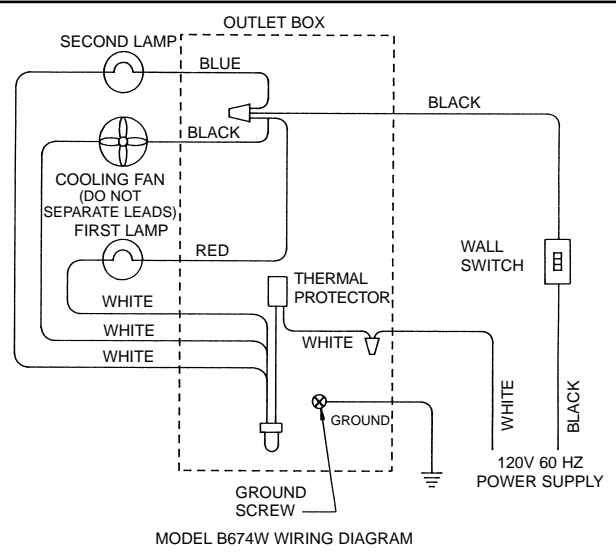 OUTLET BOX
SECOND LAMP
BLUE
BLACK
BLACK
COOLING FAN
(DO NOT
SEPARATE LEADS)
FIRST LAMP
RED
WALL
SWITCH
THERMAL
PROTECTOR
WHITE
WHITE
WHITE
WHITE
WHITE
BLACK
GROUND
120V 60 HZ
POWER SUPPLY
GROUND
SCREW
MODEL B674W WIRING DIAGRAM